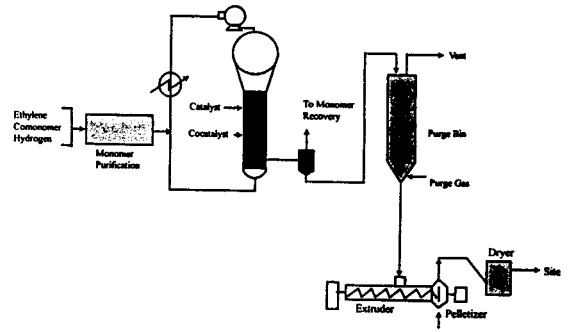 Vent
Catalyst
To Monomer
Recovery
Ethylene
Comonomer
Hydrogen
Cocatalyst
Purge Bin
Monomer
Purification
Purge Gas
Dryer
Site
Extruder
Pelletizer